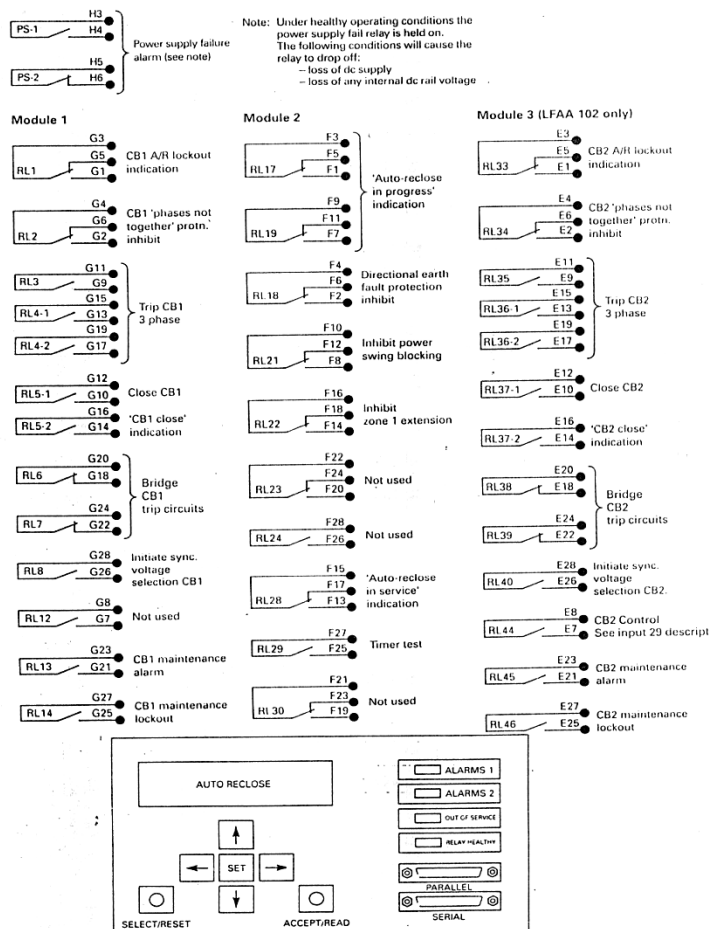 H3
PS-1 H4
H5
PS-2 H6
Power supply failure
alarm (see note)
Note: Under healthy operating conditions the
power supply fail relay is held on.
The following conditions will cause the
relay to drop off:
– loss of dc supply
– loss of any internal dc rail voltage
Module 1
G3
G5
RL1 G1
CB1 A/R lockout
indication
G4
G6
RL2 G2
CB1 'phases not
together' protn.
inhibit
G11
RL3 G9
G15
RL4-1 G13
G19
RL4-2 G17
Trip CB1
3 phase
G12
RL5-1 G10
Close CB1
G16
RL5-2 G14
'CB1 close'
indication
G20
RL6 G18
G24
RL7 G22
Bridge
CB1
trip circuits
G28
RL8 G26
Initiate sync.
voltage
selection CB1
G8
RL12 G7
Not used
G23
RL13 G21
CB1 maintenance
alarm
G27
RL14 G25
CB1 maintenance
lockout
Module 2
F3
F5
RL17 F1
F9
F11
RL19 F7
'Auto-reclose
in progress'
indication
F4
F6
RL18 F2
Directional earth
fault protection
inhibit
F10
F12
RL21 F8
Inhibit power
swing blocking
F16
F18
RL22 F14
Inhibit
zone 1 extension
F22
F24
RL23 F20
Not used
F28
RL24 F26
Not used
F15
F17
RL28 F13
'Auto-reclose
in service'
indication
F27
RL29 F25
Timer test
F21
F23
RL30 F19
Not used
Module 3 (LFAA 102 only)
E3
E5
RL33 E1
CB2 A/R lockout
indication
E4
E6
RL34 E2
CB2 'phases not
together' protn.
inhibit
E11
RL35 E9
E15
RL36-1 E13
E19
RL36-2 E17
Trip CB2
3 phase
E12
RL37-1 E10
Close CB2
E16
RL37-2 E14
'CB2 close'
indication
E20
RL38 E18
E24
RL39 E22
Bridge
CB2
trip circuits
E28
RL40 E26
Initiate sync.
voltage
selection CB2.
E8
RL44 E7
CB2 Control
See input 29 descript
E23
RL45 E21
CB2 maintenance
alarm
E27
RL46 E25
CB2 maintenance
lockout
AUTO RECLOSE
SET
SELECT/RESET
ACCEPT/READ
ALARMS 1
ALARMS 2
OUT OF SERVICE
RELAY HEALTHY
PARALLEL
SERIAL